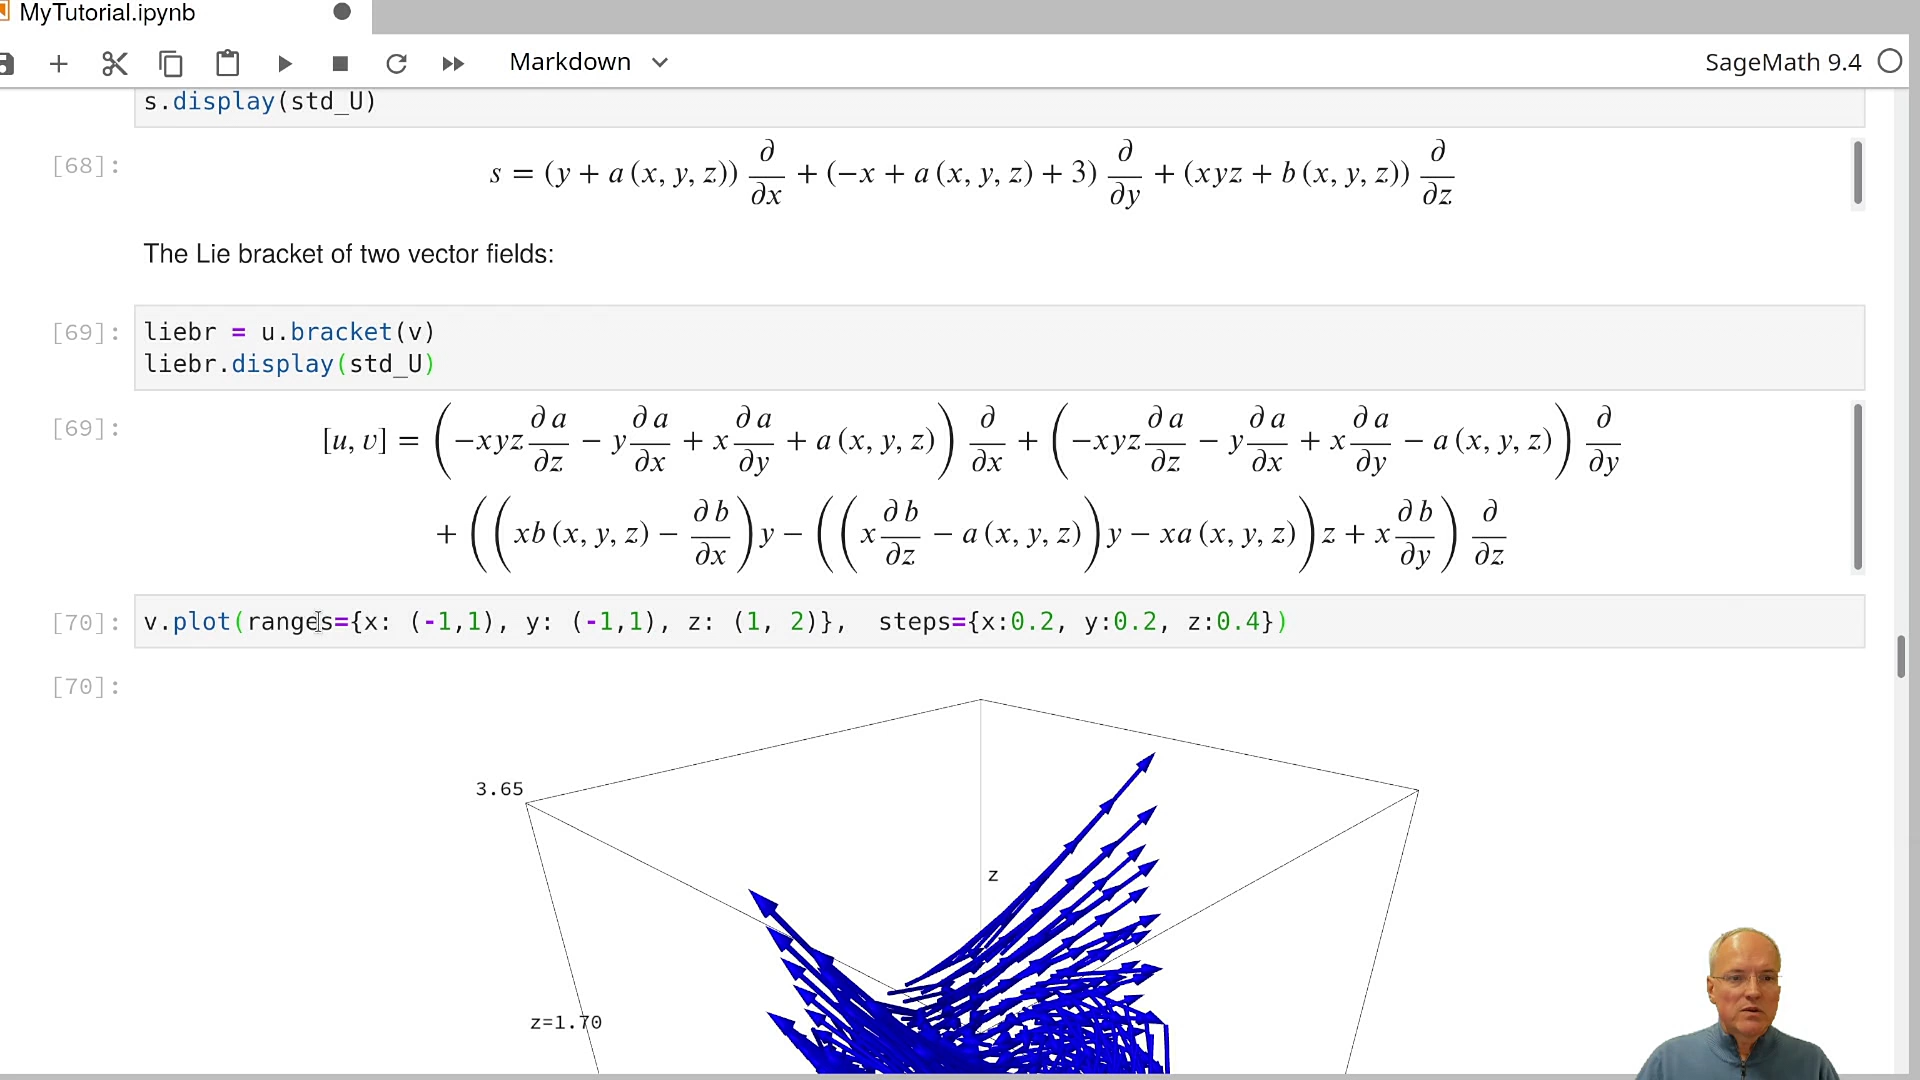 MyTutorial.ipynb
Markdown
SageMath 9.4
s.display(std_U)
[68]:
s = (y + a (x, y, z)) ∂/∂x + (−x + a (x, y, z) + 3) ∂/∂y + (xyz + b (x, y, z)) ∂/∂z
The Lie bracket of two vector fields:
[69]:
liebr = u.bracket(v)
liebr.display(std_U)
[69]:
[u, v] = (−xyz ∂a/∂z − y ∂a/∂x + x ∂a/∂y + a (x, y, z)) ∂/∂x + (−xyz ∂a/∂z − y ∂a/∂x + x ∂a/∂y − a (x, y, z)) ∂/∂y
+ ((xb (x, y, z) − ∂b/∂x) y − ((x ∂b/∂z − a (x, y, z)) y − xa (x, y, z)) z + x ∂b/∂y) ∂/∂z
[70]:
v.plot(ranges={x: (-1,1), y: (-1,1), z: (1, 2)},  steps={x:0.2, y:0.2, z:0.4})
[70]:
3.65
z
z=1.70